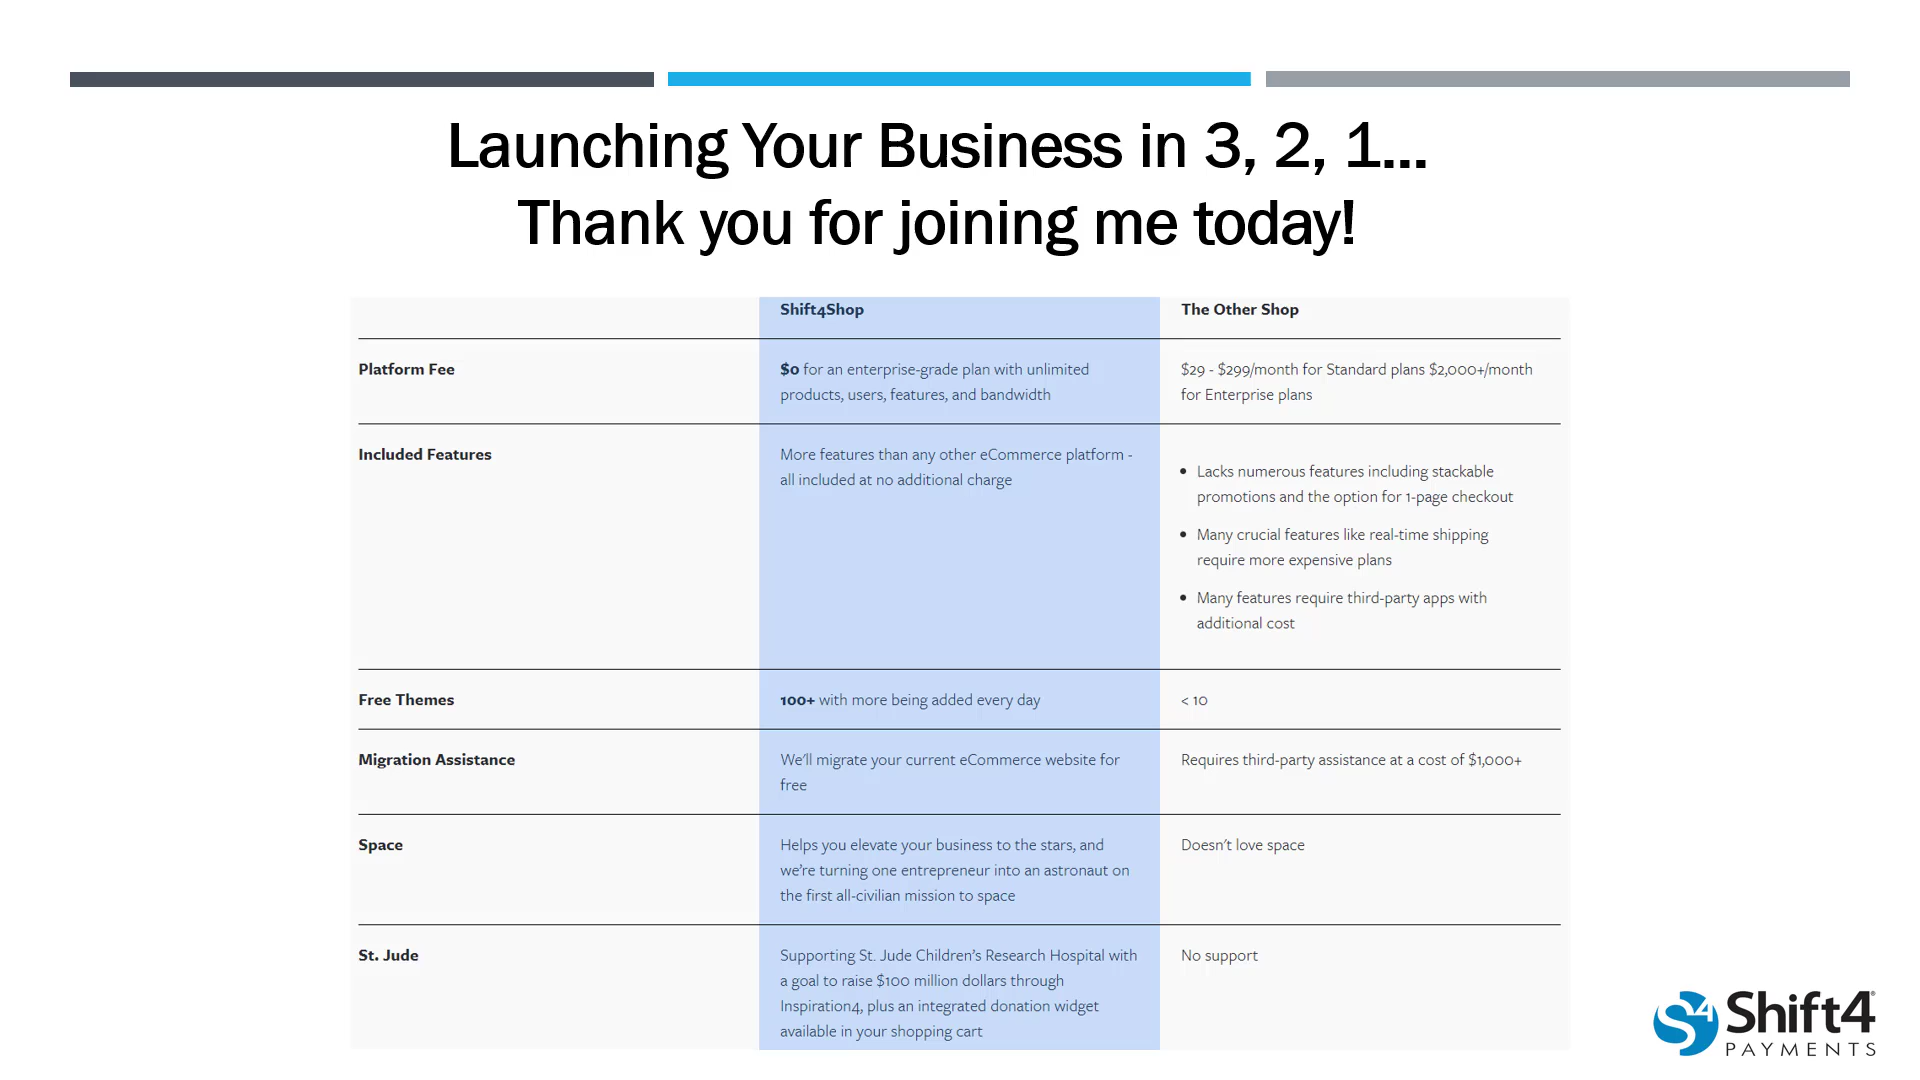 Launching Your Business in 3, 2, 1...
Thank you for joining me today!
Shift4Shop
The Other Shop
Platform Fee
$0 for an enterprise-grade plan with unlimited
products, users, features, and bandwidth
$29 - $299/month for Standard plans $2,000+/month
for Enterprise plans
Included Features
More features than any other eCommerce platform -
all included at no additional charge
• Lacks numerous features including stackable
promotions and the option for 1-page checkout
• Many crucial features like real-time shipping
require more expensive plans
• Many features require third-party apps with
additional cost
Free Themes
100+ with more being added every day
< 10
Migration Assistance
We'll migrate your current eCommerce website for
free
Requires third-party assistance at a cost of $1,000+
Space
Helps you elevate your business to the stars, and
we're turning one entrepreneur into an astronaut on
the first all-civilian mission to space
Doesn't love space
St. Jude
Supporting St. Jude Children's Research Hospital with
a goal to raise $100 million dollars through
Inspiration4, plus an integrated donation widget
available in your shopping cart
No support
S4 Shift4®
PAYMENTS